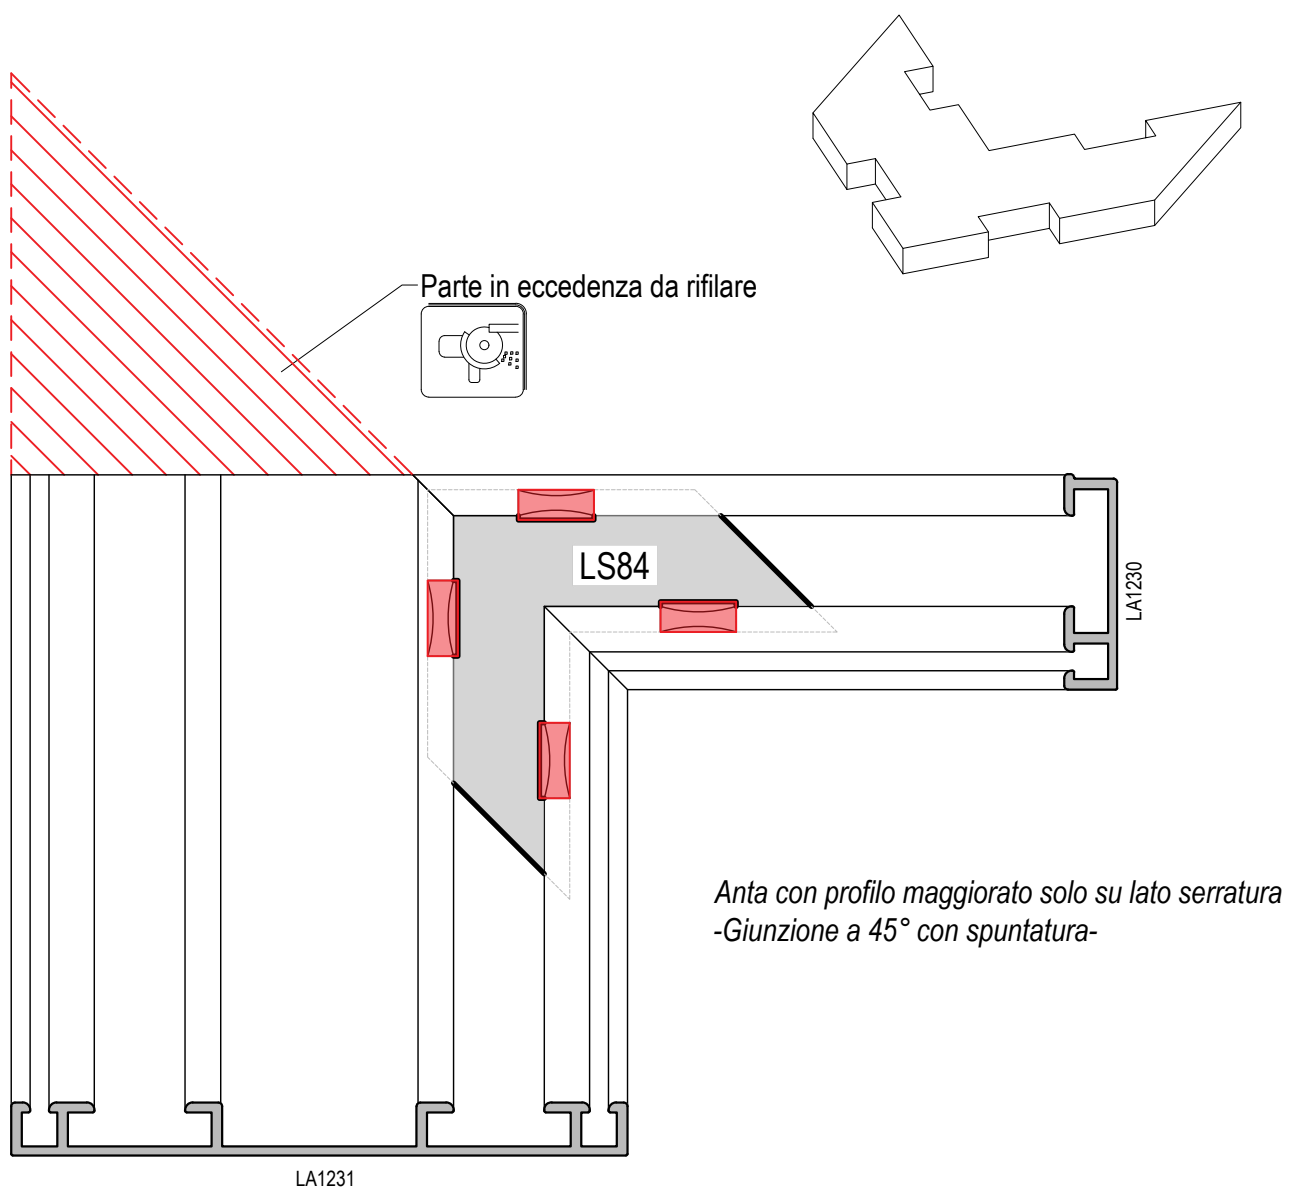 Parte in eccedenza da rifilare
LS84
LA1230
Anta con profilo maggiorato solo su lato serratura
-Giunzione a 45° con spuntatura-
LA1231